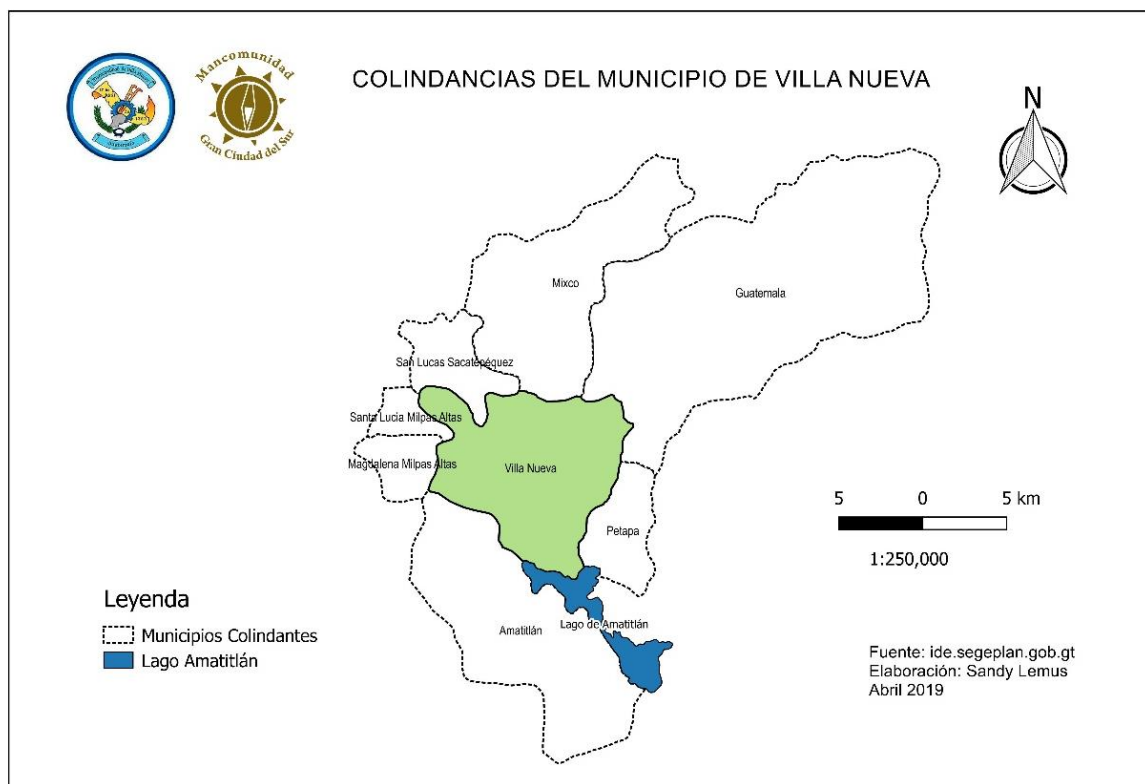 Mancomunidad
Gran Ciudad del Sur
COLINDANCIAS DEL MUNICIPIO DE VILLA NUEVA
N
Mixco
Guatemala
San Lucas Sacatepéquez
Santa Lucia Milpas Altas
Magdalena Milpas Altas
Villa Nueva
Petapa
5 0 5 km
1:250,000
Lago de Amatitlán
Amatitlán
Leyenda
Municipios Colindantes
Lago Amatitlán
Fuente: ide.segeplan.gob.gt
Elaboración: Sandy Lemus
Abril 2019